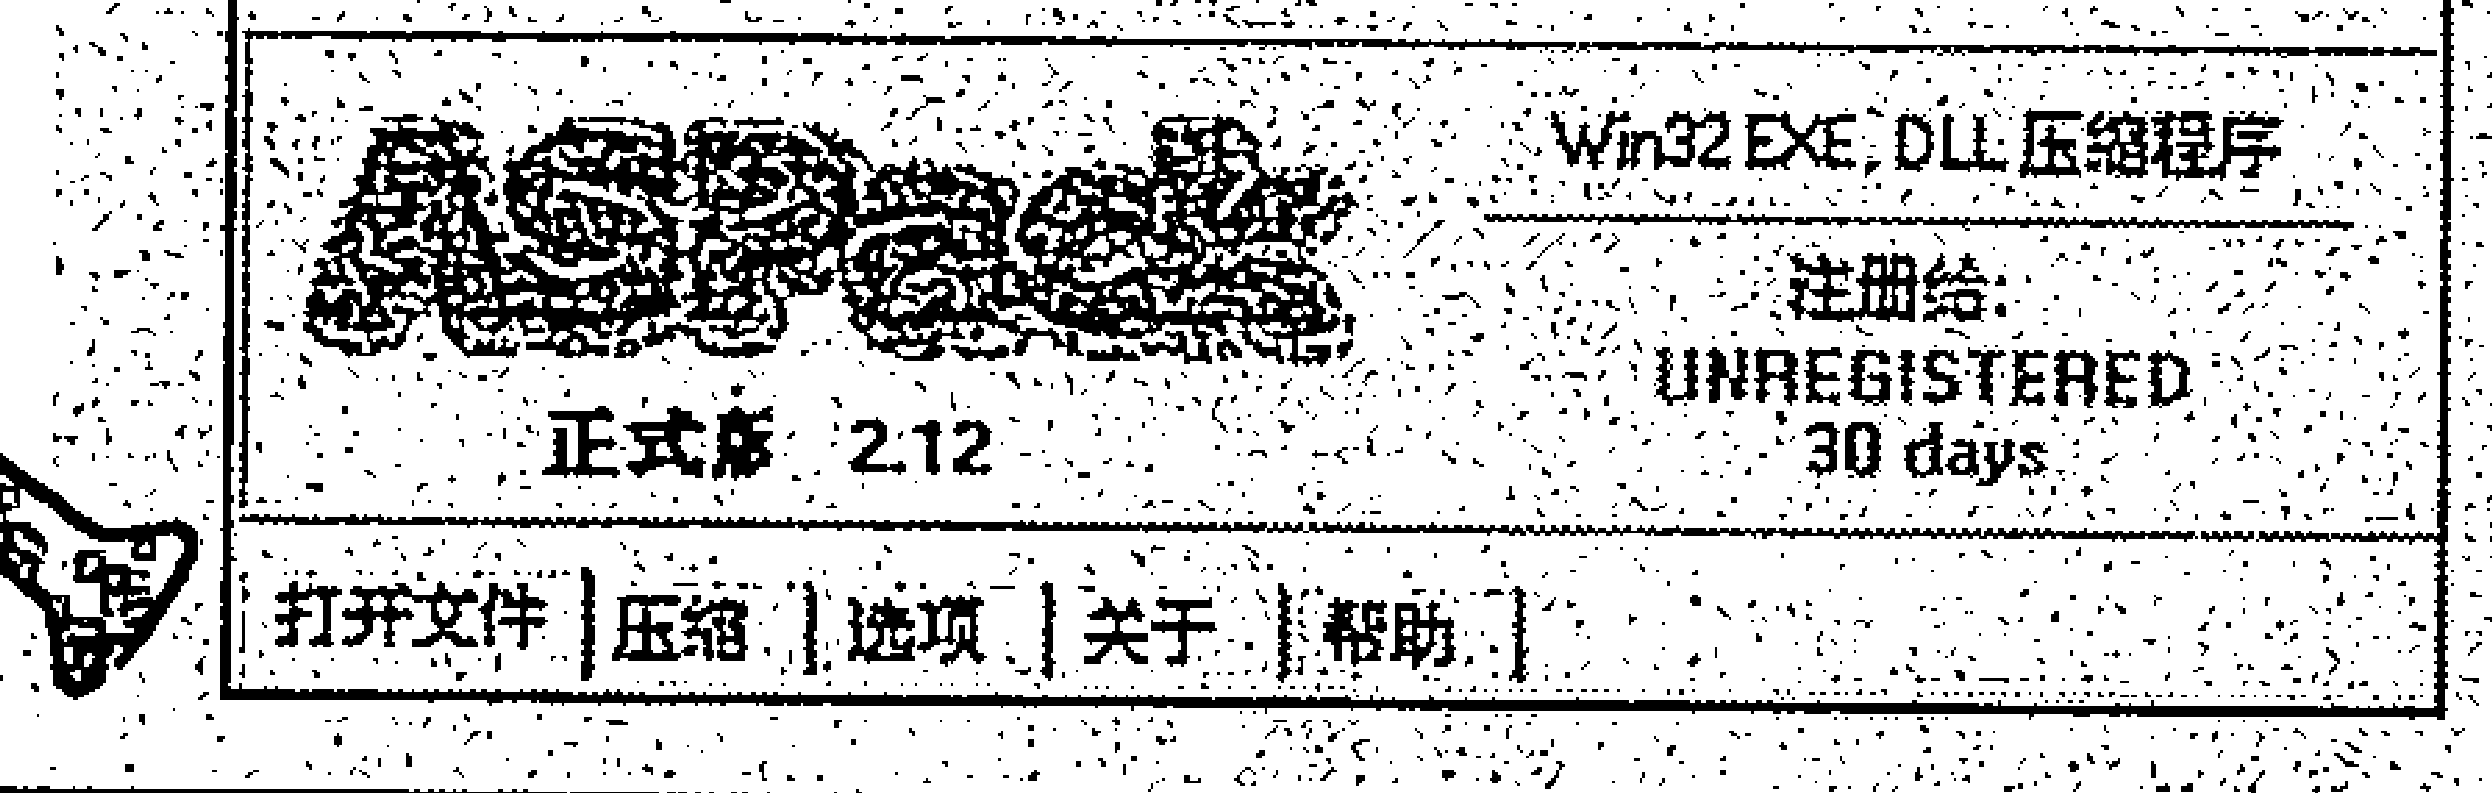 ASPack
Win32 EXE, DLL 压缩程序
注册给:
UNREGISTERED
30 days
正式版 2.12
打开文件 | 压缩 | 选项 | 关于 | 帮助 |